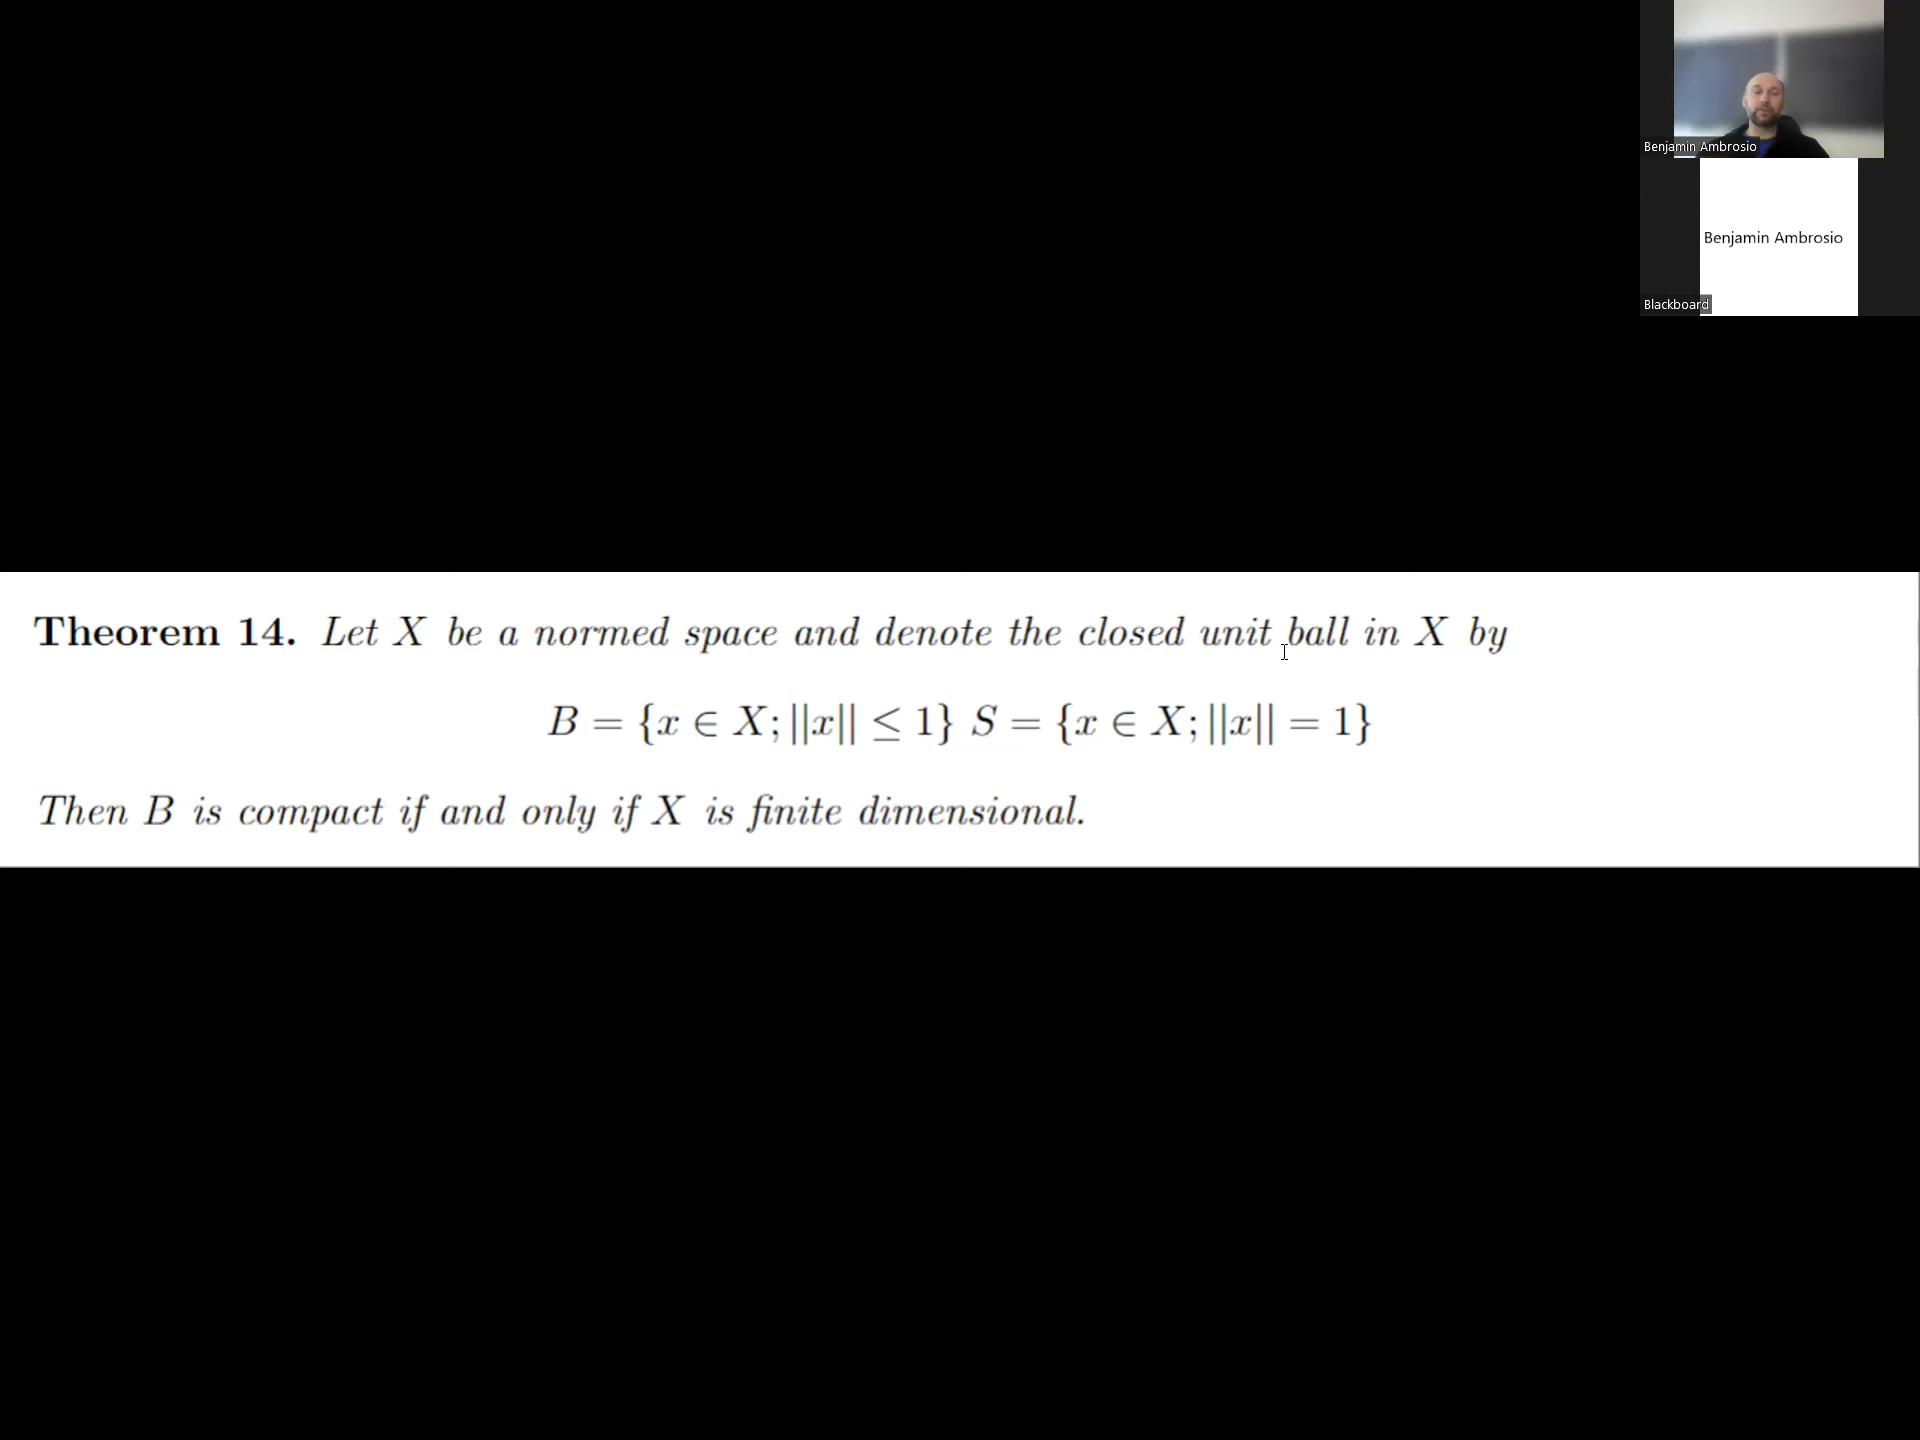 Benjamin Ambrosio
Benjamin Ambrosio
Blackboard
Theorem 14. Let X be a normed space and denote the closed unit ball in X by
B = {x ∈ X; ||x|| ≤ 1} S = {x ∈ X; ||x|| = 1}
Then B is compact if and only if X is finite dimensional.